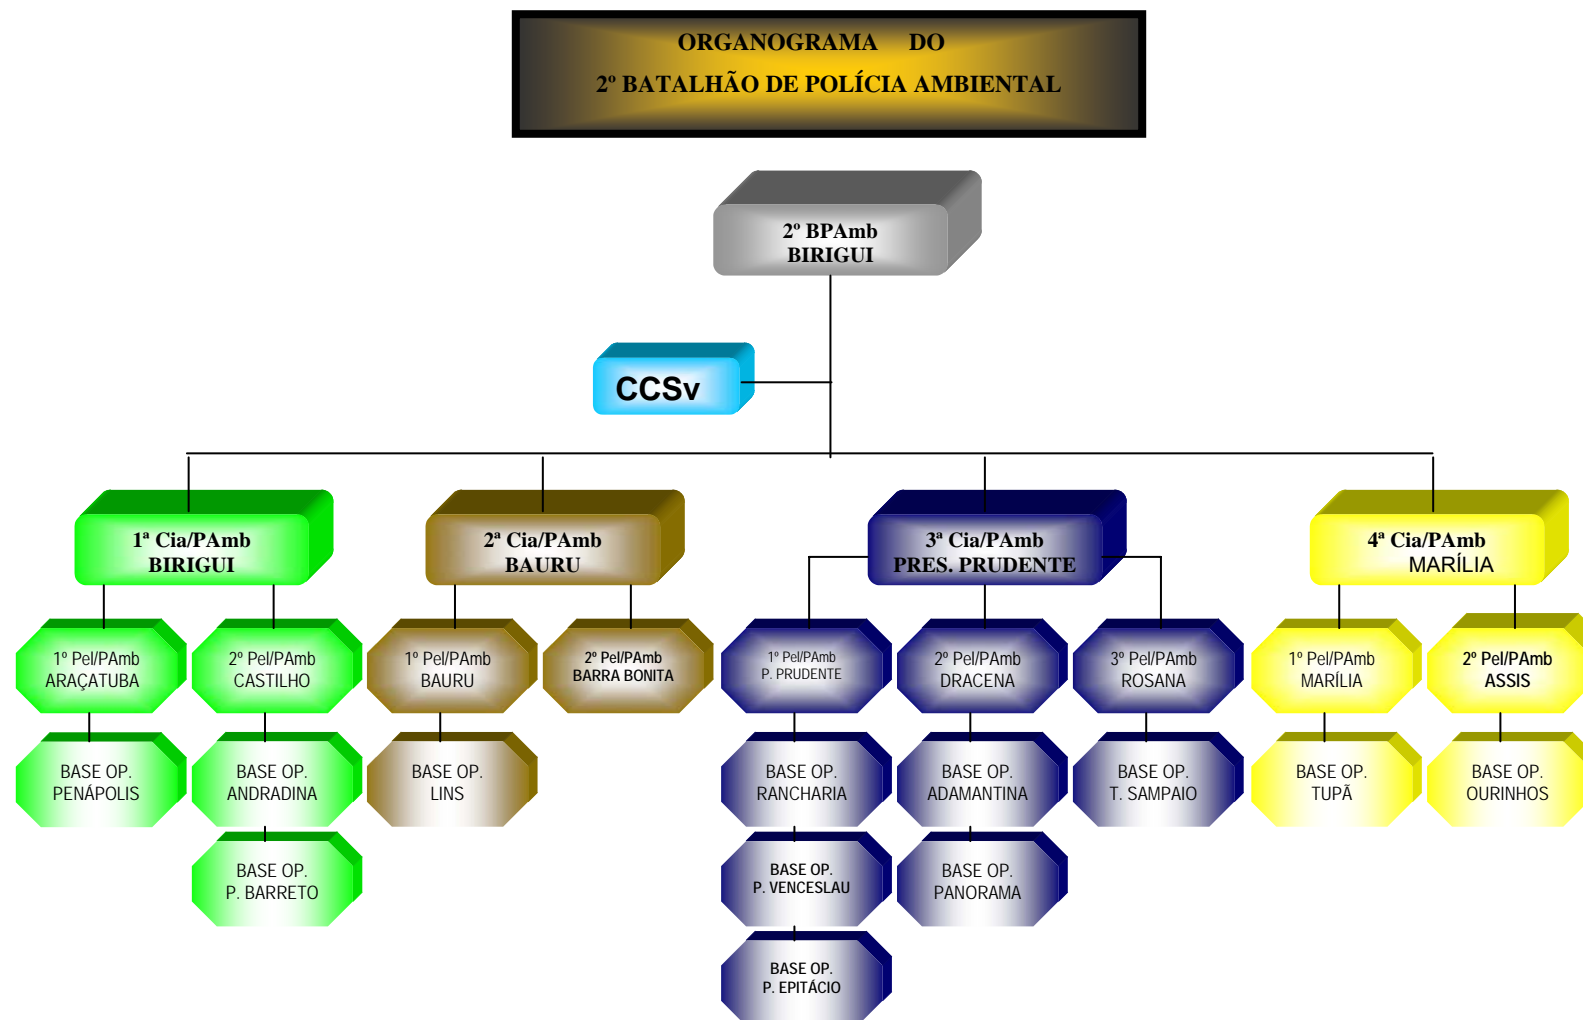 ORGANOGRAMA DO
2º BATALHÃO DE POLÍCIA AMBIENTAL
2º BPAmb
BIRIGUI
CCSv
1ª Cia/PAmb
BIRIGUI
2ª Cia/PAmb
BAURU
3ª Cia/PAmb
PRES. PRUDENTE
4ª Cia/PAmb
MARÍLIA
1º Pel/PAmb
ARAÇATUBA
2º Pel/PAmb
CASTILHO
1º Pel/PAmb
BAURU
2º Pel/PAmb
BARRA BONITA
1º Pel/PAmb
P. PRUDENTE
2º Pel/PAmb
DRACENA
3º Pel/PAmb
ROSANA
1º Pel/PAmb
MARÍLIA
2º Pel/PAmb
ASSIS
BASE OP.
PENÁPOLIS
BASE OP.
ANDRADINA
BASE OP.
LINS
BASE OP.
RANCHARIA
BASE OP.
ADAMANTINA
BASE OP.
T. SAMPAIO
BASE OP.
TUPÃ
BASE OP.
OURINHOS
BASE OP.
P. BARRETO
BASE OP.
P. VENCESLAU
BASE OP.
PANORAMA
BASE OP.
P. EPITÁCIO